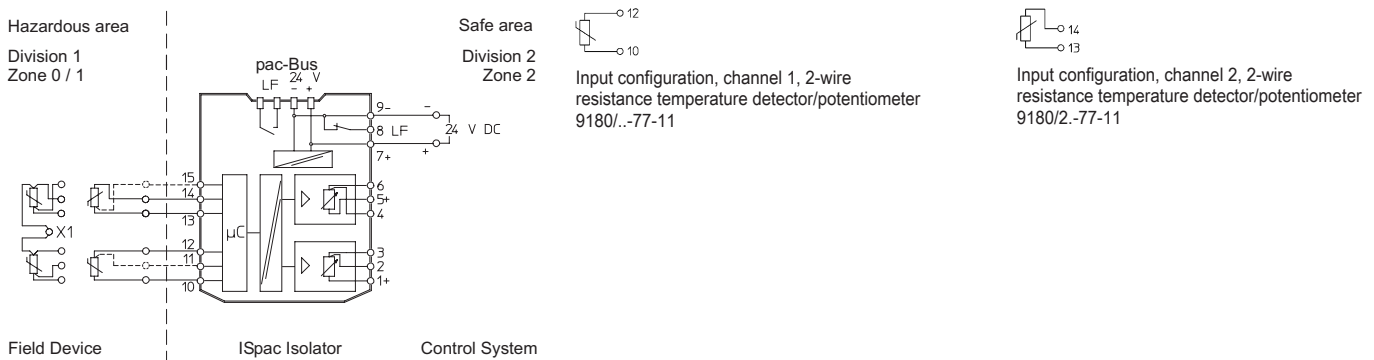 Hazardous area
Division 1
Zone 0 / 1
Safe area
Division 2
Zone 2
pac-Bus
LF 24 V
- +
9-
8 LF
7+
-
24 V DC
+
15
14
13
12
11
10
X1
µC
6
5+
4
3
2
1+
Field Device
ISpac Isolator
Control System
12
10
Input configuration, channel 1, 2-wire
resistance temperature detector/potentiometer
9180/..-77-11
14
13
Input configuration, channel 2, 2-wire
resistance temperature detector/potentiometer
9180/2.-77-11